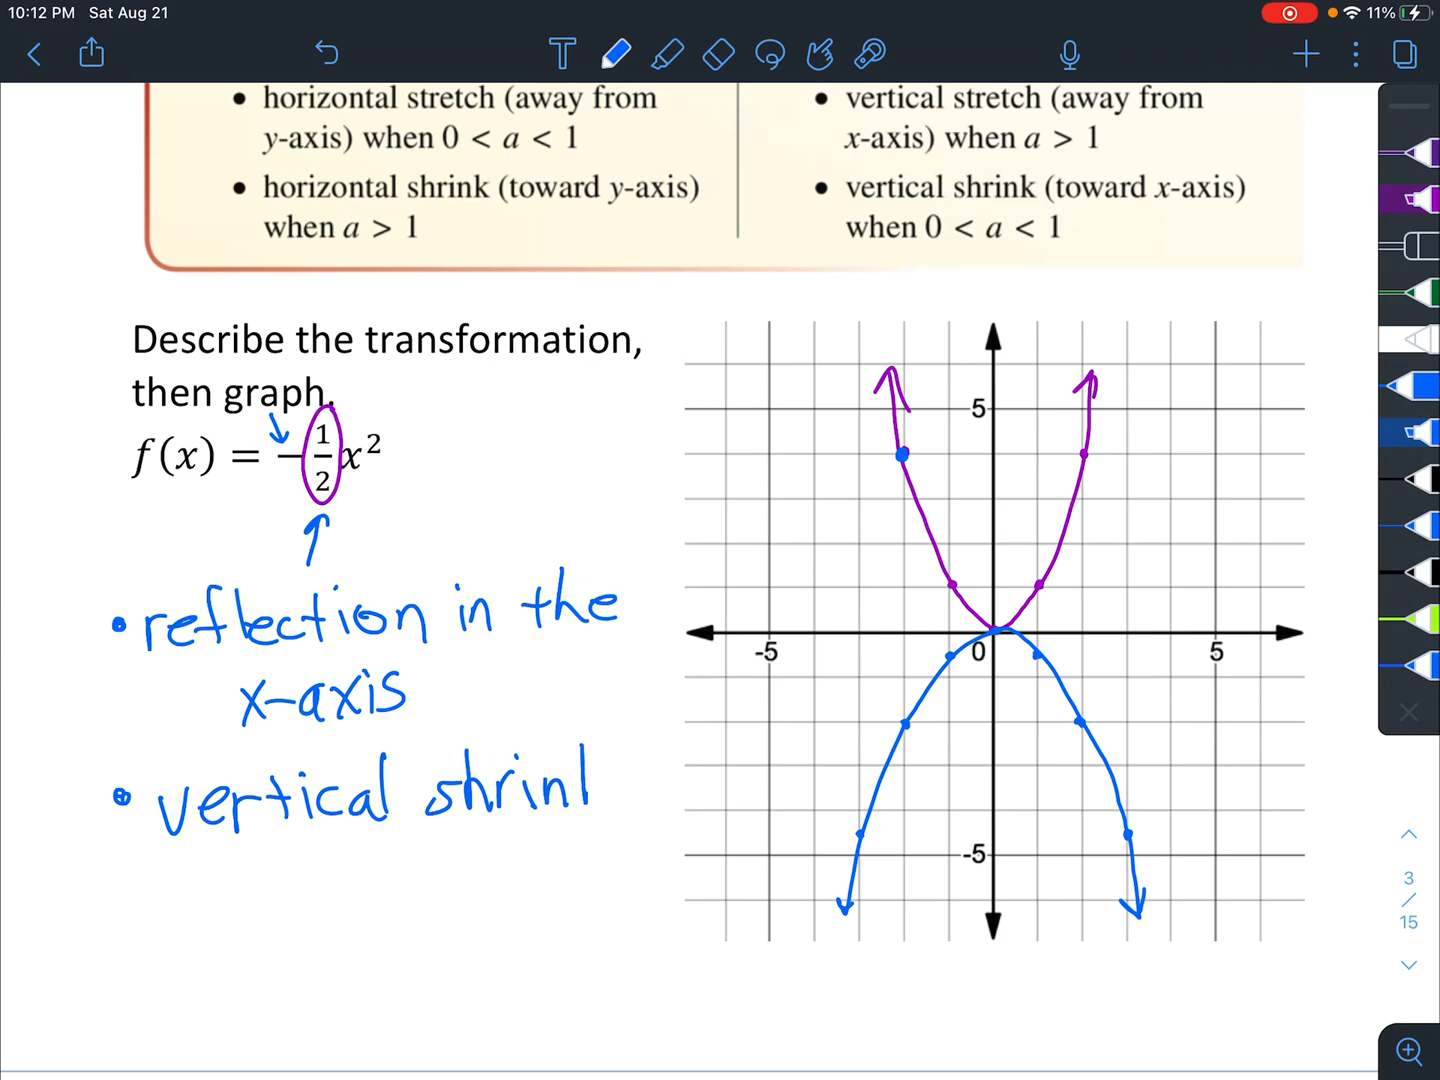 10:12 PM Sat Aug 21
11%
T
• horizontal stretch (away from
y-axis) when 0 < a < 1
• horizontal shrink (toward y-axis)
when a > 1
• vertical stretch (away from
x-axis) when a > 1
• vertical shrink (toward x-axis)
when 0 < a < 1
Describe the transformation,
then graph.
f(x) = −1/2x²
• reflection in the
x-axis
• vertical shrinl
5
-5
0
5
-5
3
/
15